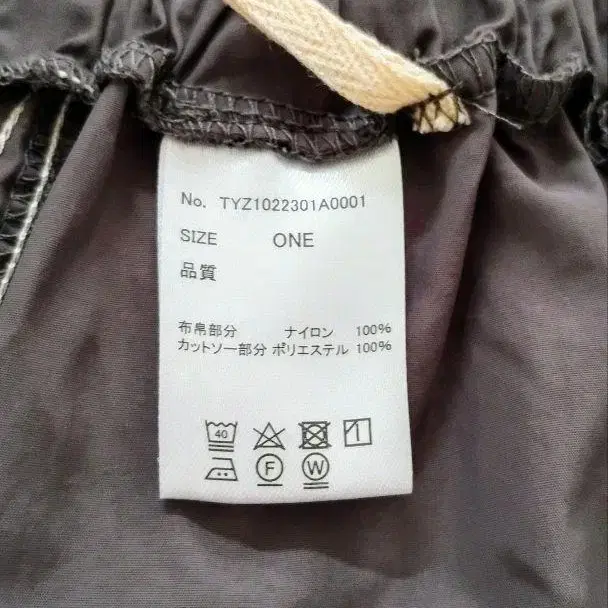 No. TYZ1022301A0001
SIZE ONE
品質
布帛部分 ナイロン 100%
カットソー部分 ポリエステル 100%
40
F W